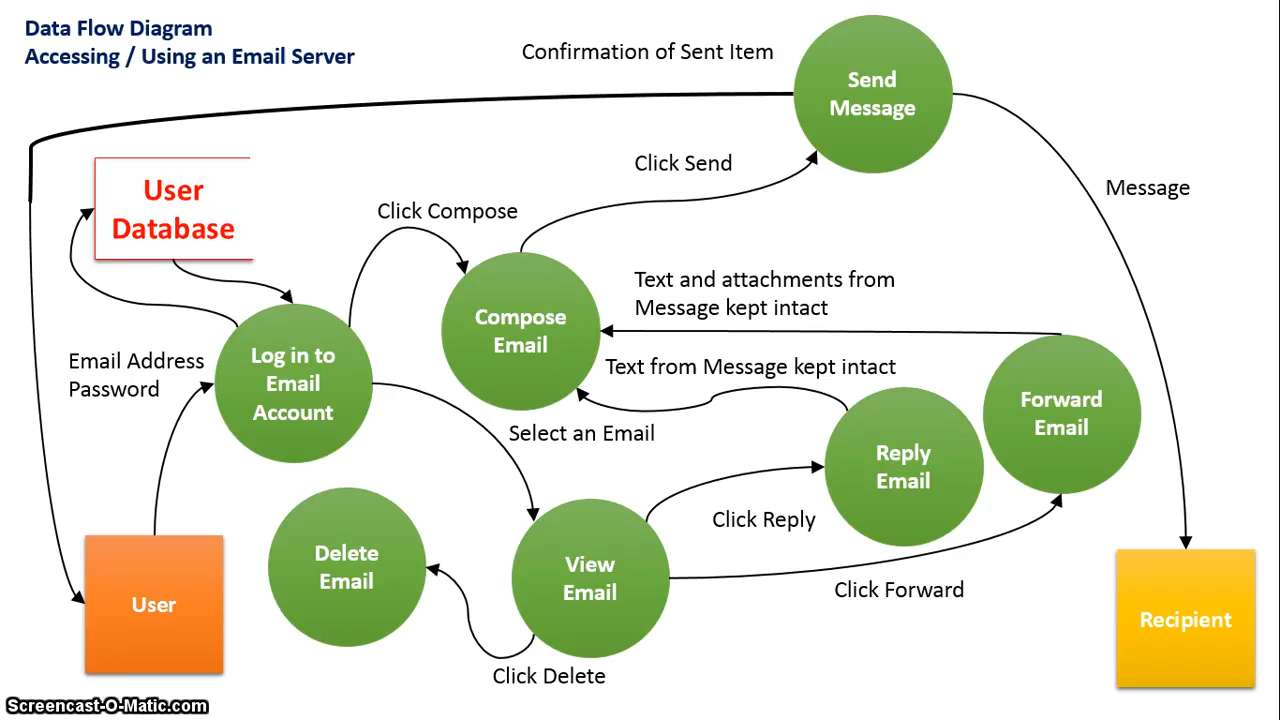 Data Flow Diagram
Accessing / Using an Email Server
Confirmation of Sent Item
Send
Message
Click Send
Message
User
Database
Click Compose
Text and attachments from
Message kept intact
Compose
Email
Email Address
Password
Log in to
Email
Account
Text from Message kept intact
Forward
Email
Select an Email
Reply
Email
Click Reply
Delete
Email
View
Email
Click Forward
User
Recipient
Click Delete
Screencast-O-Matic.com